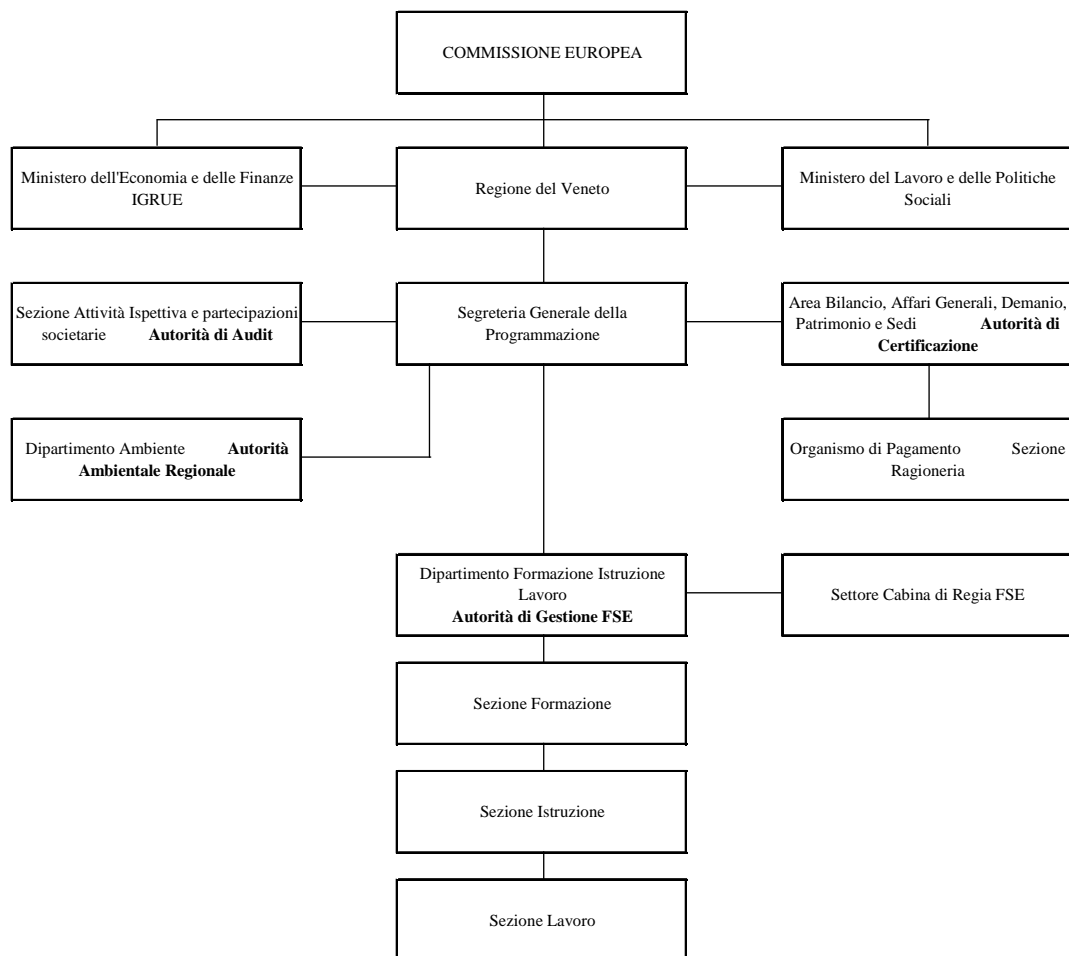 COMMISSIONE EUROPEA
Ministero dell'Economia e delle Finanze
IGRUE
Regione del Veneto
Ministero del Lavoro e delle Politiche
Sociali
Sezione Attività Ispettiva e partecipazioni
societarie Autorità di Audit
Segreteria Generale della
Programmazione
Area Bilancio, Affari Generali, Demanio,
Patrimonio e Sedi Autorità di
Certificazione
Dipartimento Ambiente Autorità
Ambientale Regionale
Organismo di Pagamento Sezione
Ragioneria
Dipartimento Formazione Istruzione
Lavoro
Autorità di Gestione FSE
Settore Cabina di Regia FSE
Sezione Formazione
Sezione Istruzione
Sezione Lavoro